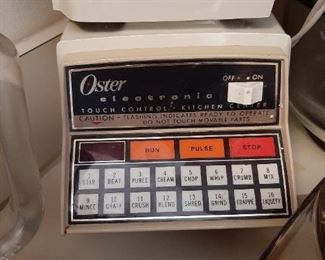 Oster
OFF ON
electronic
TOUCH CONTROL • KITCHEN CENTER
CAUTION - FLASHING INDICATES READY TO OPERATE
DO NOT TOUCH MOVABLE PARTS
RUN PULSE STOP
1 2 3 4 5 6 7 8
STIR BEAT PUREE CREAM CHOP WHIP CRUMB MIX
9 10 11 12 13 14 15 16
MINCE GRATE CRUSH BLEND SHRED GRIND FRAPPE LIQUEFY